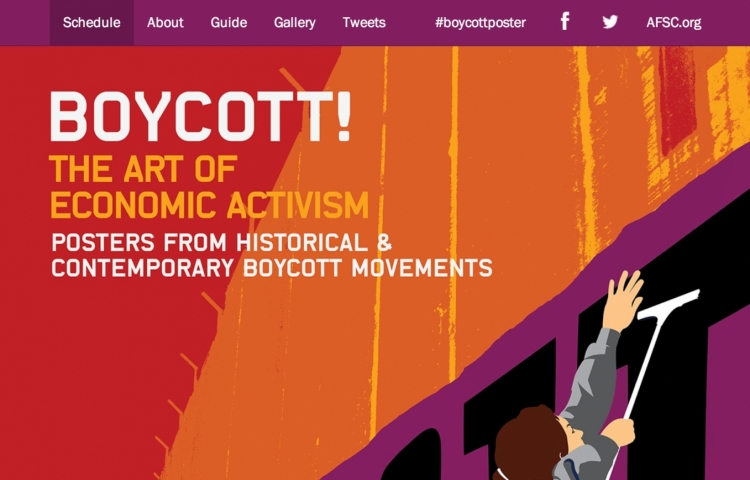 Schedule About Guide Gallery Tweets #boycottposter AFSC.org
BOYCOTT!
THE ART OF
ECONOMIC ACTIVISM
POSTERS FROM HISTORICAL &
CONTEMPORARY BOYCOTT MOVEMENTS